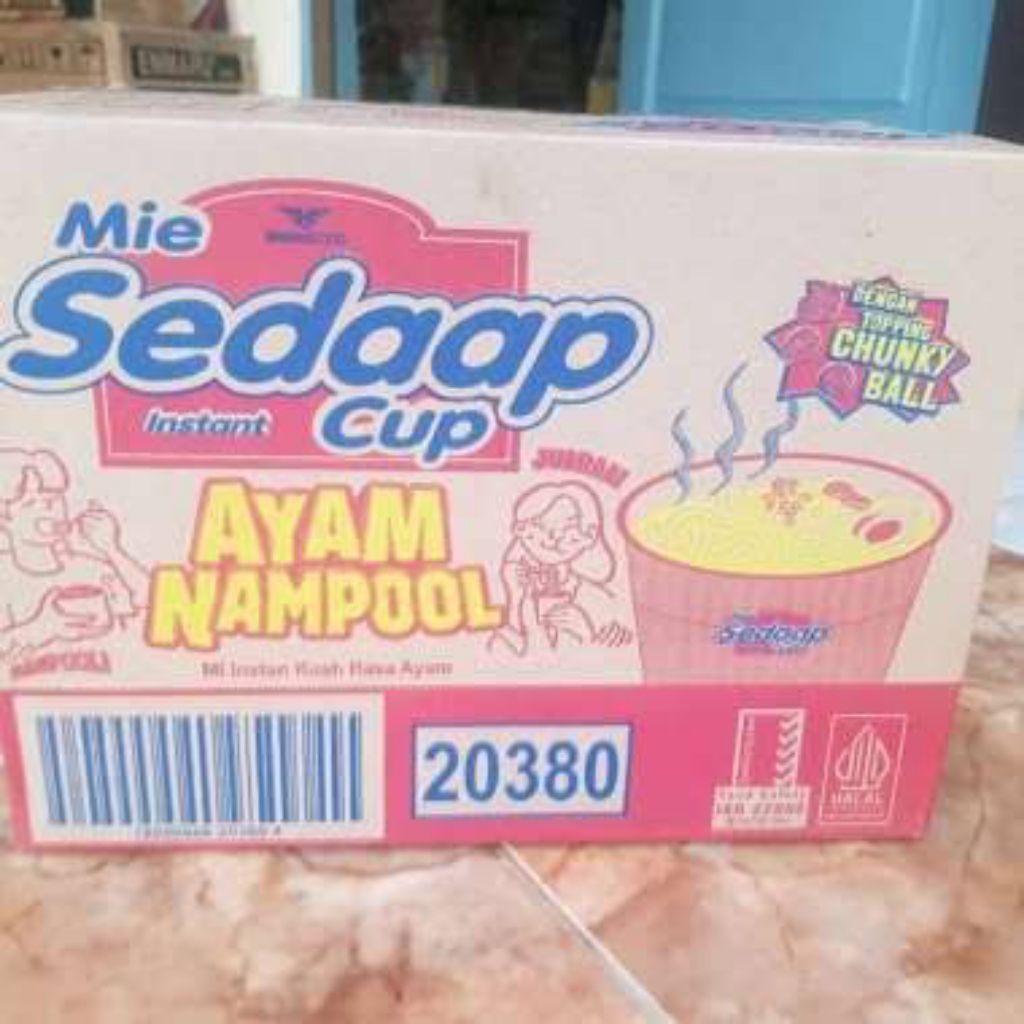 Mie
Sedaap
Instant Cup
DENGAN
TOPPING
CHUNKY
BALL
AYAM
NAMPOOL
Mi Instan Kuah Rasa Ayam
Sedaap
20380
HALAL